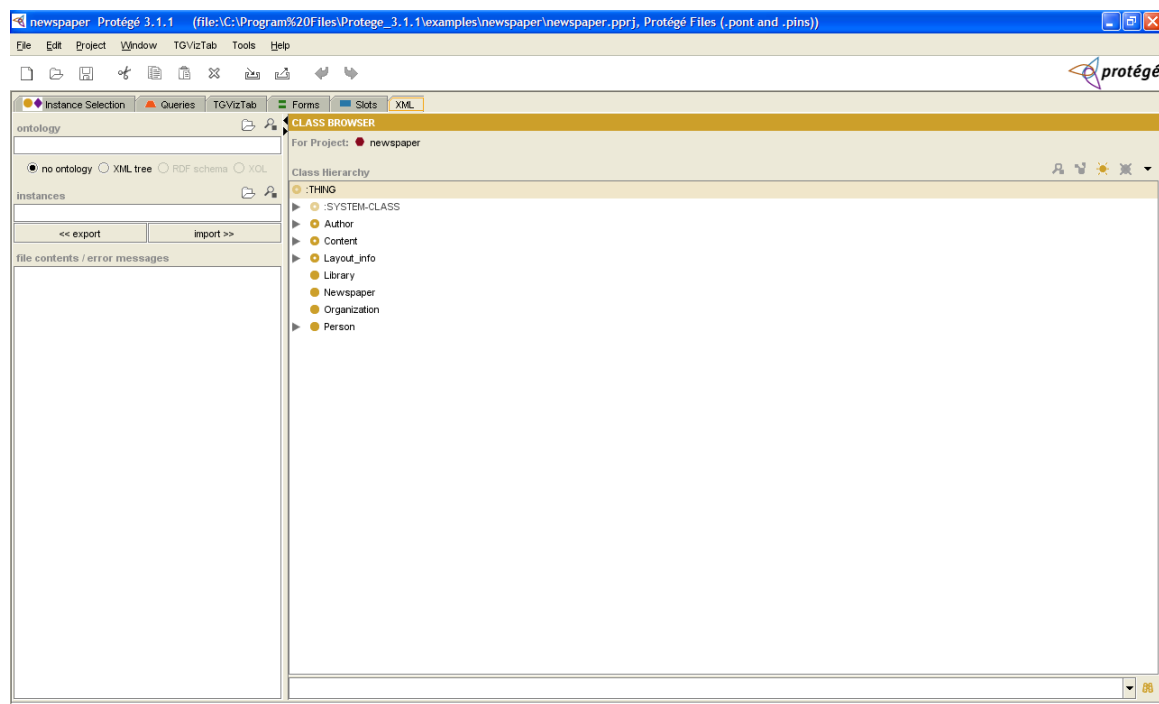 newspaper Protégé 3.1.1 (file:\C:\Program%20Files\Protege_3.1.1\examples\newspaper\newspaper.pprj, Protégé Files (.pont and .pins))
File Edit Project Window TGVizTab Tools Help
protégé
Instance Selection Queries TGVizTab Forms Slots XML
ontology
no ontology XML tree RDF schema XOL
instances
<< export import >>
file contents / error messages
CLASS BROWSER
For Project: newspaper
Class Hierarchy
:THING
:SYSTEM-CLASS
Author
Content
Layout_info
Library
Newspaper
Organization
Person